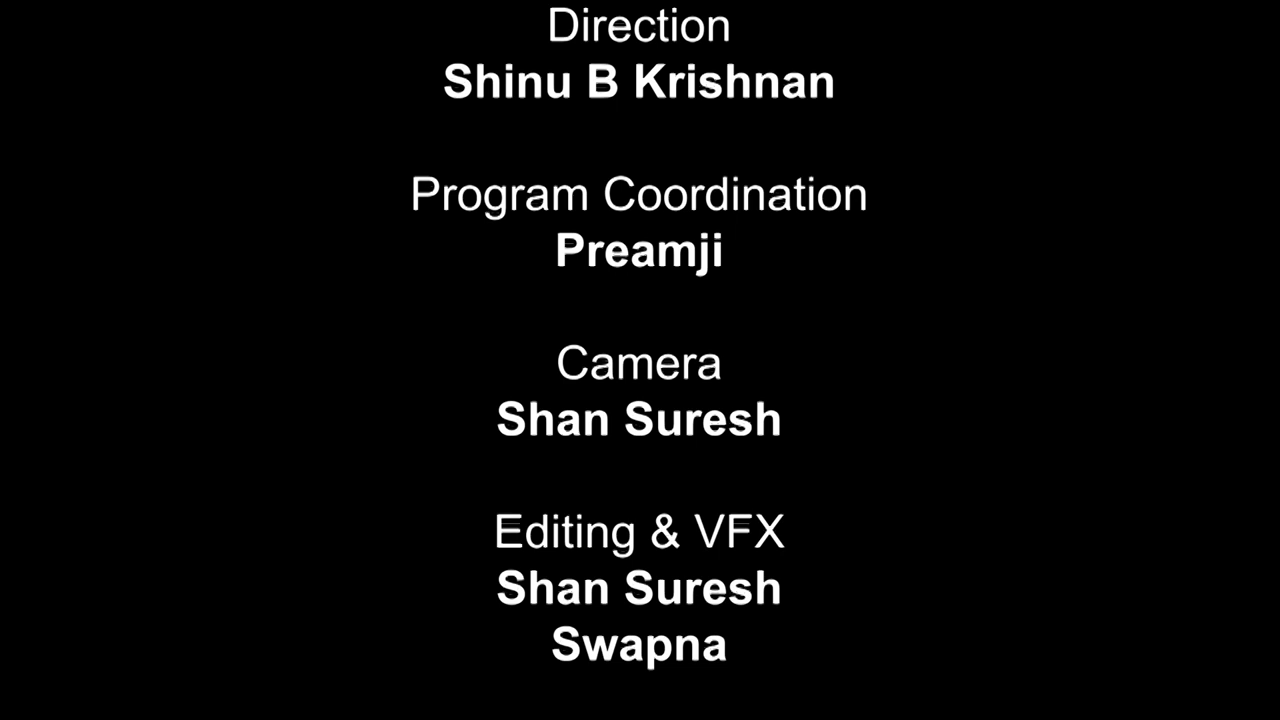 Direction
Shinu B Krishnan
Program Coordination
Preamji
Camera
Shan Suresh
Editing & VFX
Shan Suresh
Swapna